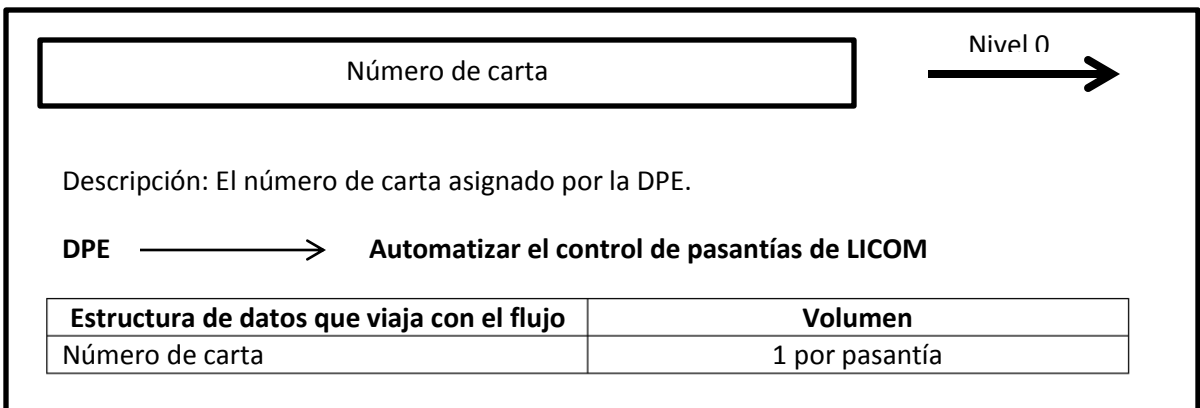 Nivel 0
Número de carta
Descripción: El número de carta asignado por la DPE.
DPE Automatizar el control de pasantías de LICOM
Estructura de datos que viaja con el flujo Volumen
Número de carta 1 por pasantía